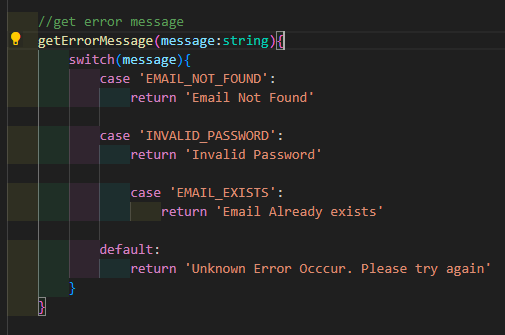 //get error message
getErrorMessage(message:string){
switch(message){
case 'EMAIL_NOT_FOUND':
return 'Email Not Found'
case 'INVALID_PASSWORD':
return 'Invalid Password'
case 'EMAIL_EXISTS':
return 'Email Already exists'
default:
return 'Unknown Error Occcur. Please try again'
}
}